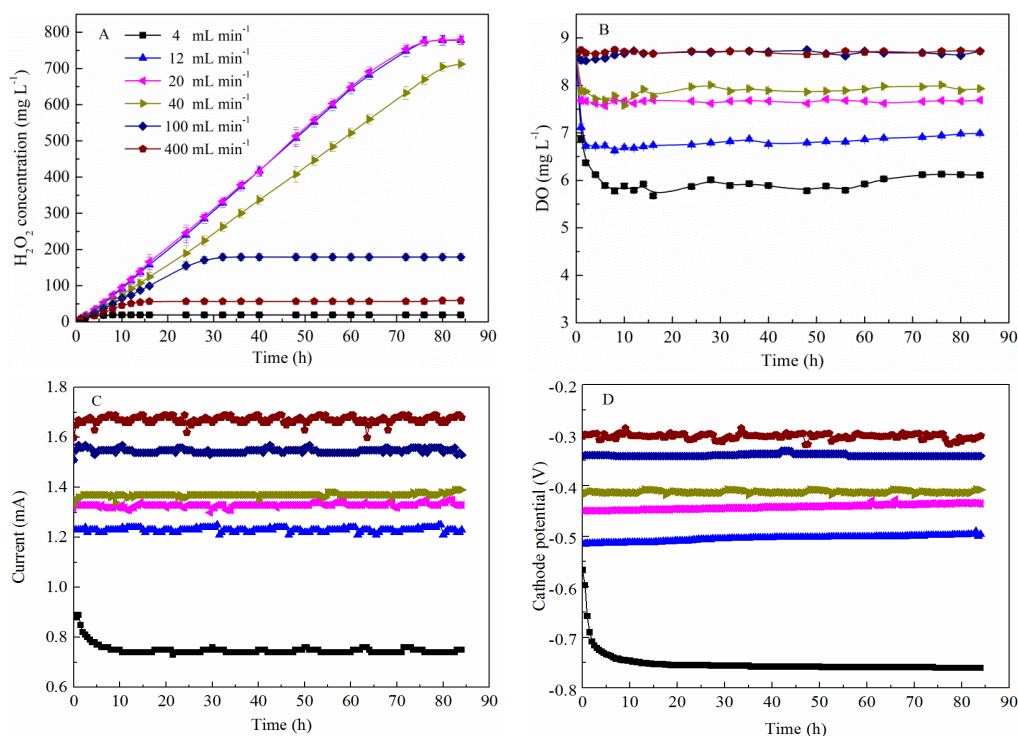 A
4 mL min⁻¹
12 mL min⁻¹
20 mL min⁻¹
40 mL min⁻¹
100 mL min⁻¹
400 mL min⁻¹
800
700
600
500
400
300
200
100
0
H₂O₂ concentration (mg L⁻¹)
0 10 20 30 40 50 60 70 80 90
Time (h)
B
9
8
7
6
5
4
3
DO (mg L⁻¹)
0 10 20 30 40 50 60 70 80 90
Time (h)
C
1.8
1.6
1.4
1.2
1.0
0.8
0.6
Current (mA)
0 10 20 30 40 50 60 70 80 90
Time (h)
D
-0.2
-0.3
-0.4
-0.5
-0.6
-0.7
-0.8
Cathode potential (V)
0 10 20 30 40 50 60 70 80 90
Time (h)